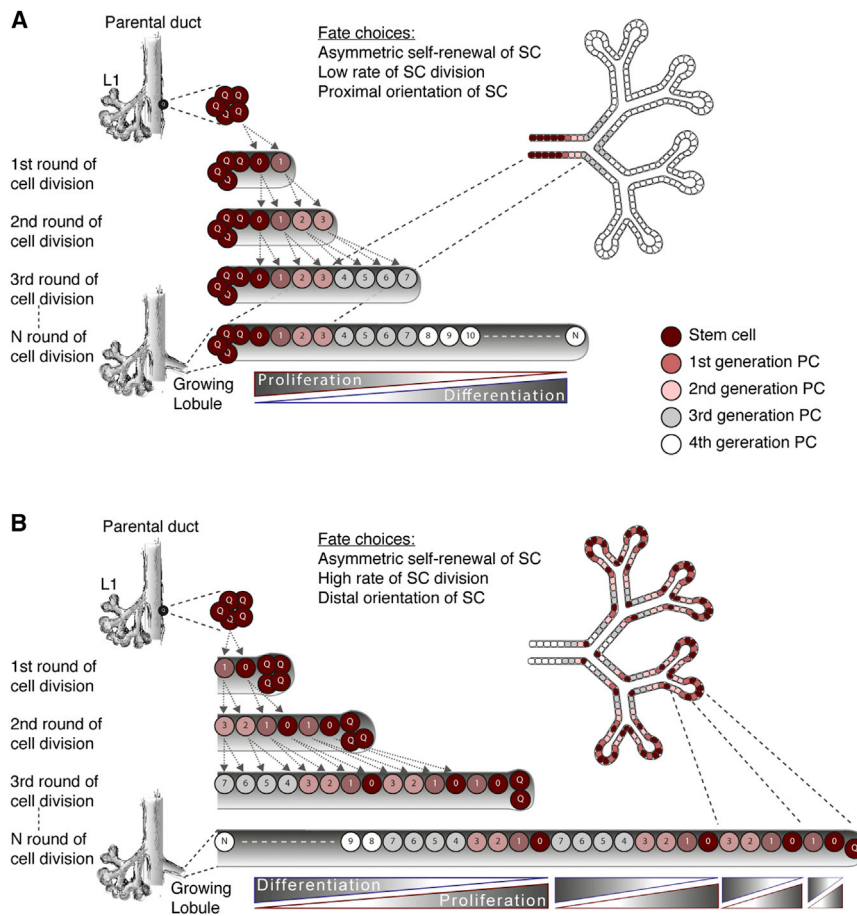 A
Parental duct
L1
Q
Q Q Q Q Q
Fate choices:
Asymmetric self-renewal of SC
Low rate of SC division
Proximal orientation of SC
1st round of
cell division
Q Q Q Q 0 1
2nd round of
cell division
Q Q Q Q 0 1 2 3
3rd round of
cell division
Q Q Q Q 0 1 2 3 4 5 6 7
N round of
cell division
Q Q Q Q 0 1 2 3 4 5 6 7 8 9 10 N
Growing
Lobule
Proliferation
Differentiation
Stem cell
1st generation PC
2nd generation PC
3rd generation PC
4th gereration PC
B
Parental duct
L1
Q
Q Q Q Q Q
Fate choices:
Asymmetric self-renewal of SC
High rate of SC division
Distal orientation of SC
1st round of
cell division
1 0 Q Q Q Q
2nd round of
cell division
3 2 1 0 1 0 Q Q Q
3rd round of
cell division
7 6 5 4 3 2 1 0 3 2 1 0 1 0 Q Q
N round of
cell division
N 9 8 7 6 5 4 3 2 1 0 7 6 5 4 3 2 1 0 3 2 1 0 1 0 Q
Growing
Lobule
Differentiation
Proliferation